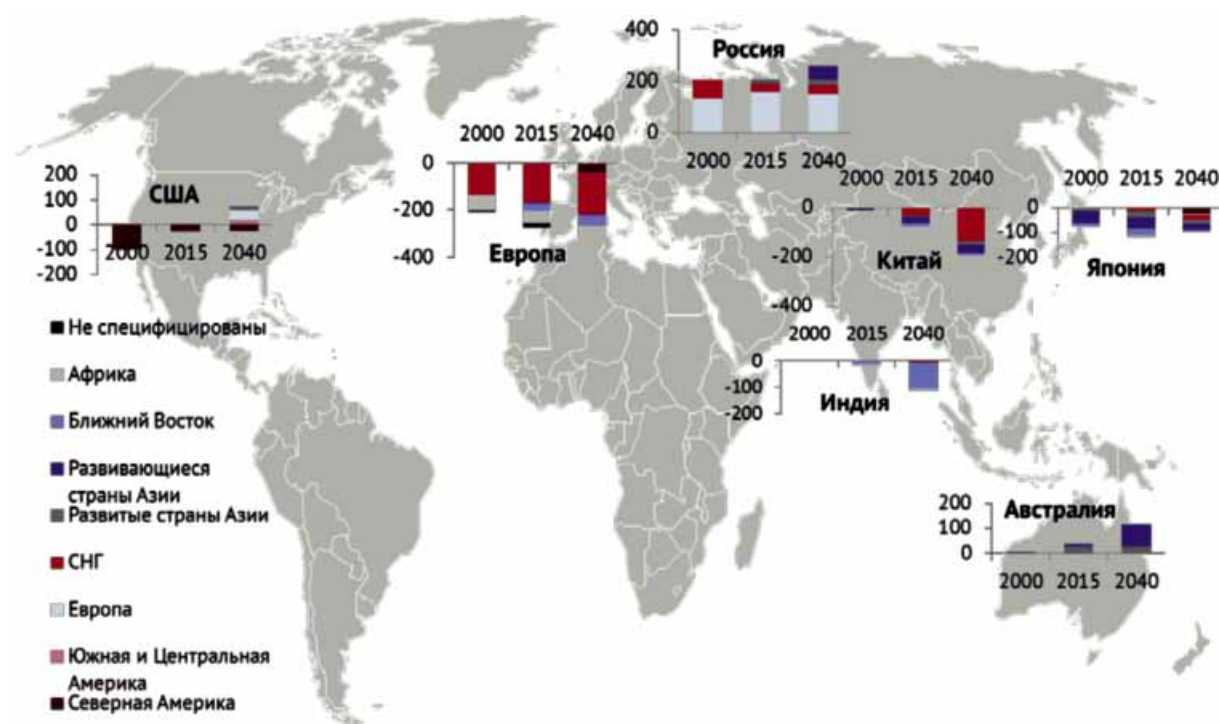 400
Россия
200
0
2000 2015 2040
2000 2015 2040
0
-200
-400
Европа
200
100
0
-100
-200
США
2000 2015 2040
2000 2015 2040
0
-200
-400
Китай
2000 2015 2040
0
-100
-200
Япония
2000 2015 2040
0
-100
-200
Индия
200
100
0
Австралия
2000 2015 2040
Не специфицированы
Африка
Ближний Восток
Развивающиеся
страны Азии
Развитые страны Азии
СНГ
Европа
Южная и Центральная
Америка
Северная Америка